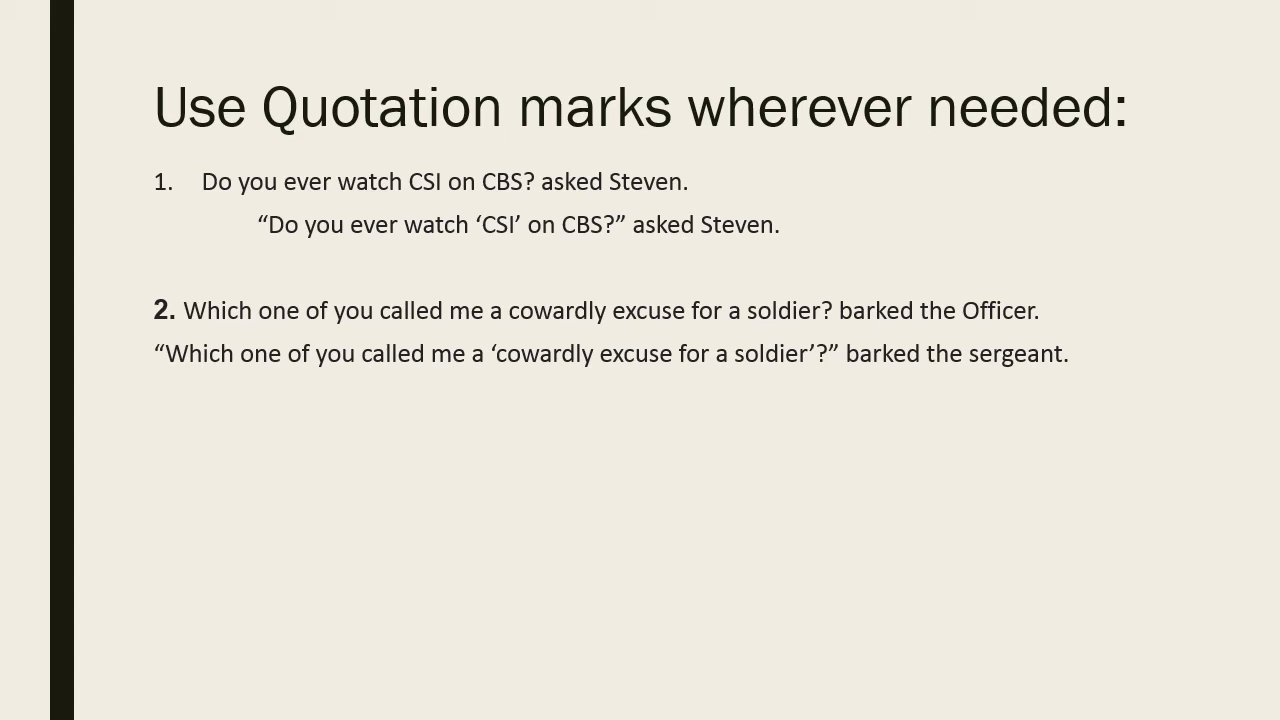 Use Quotation marks wherever needed:
1. Do you ever watch CSI on CBS? asked Steven.
“Do you ever watch ‘CSI’ on CBS?” asked Steven.
2. Which one of you called me a cowardly excuse for a soldier? barked the Officer.
“Which one of you called me a ‘cowardly excuse for a soldier’?” barked the sergeant.